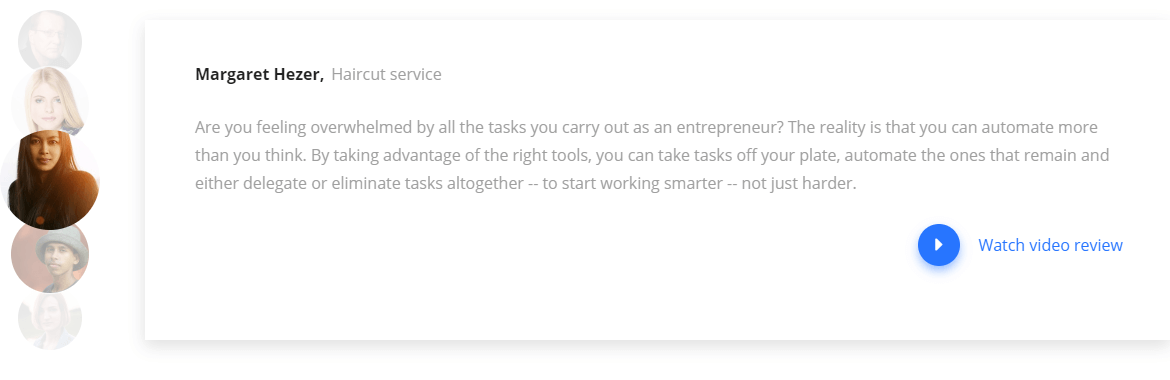 Margaret Hezer, Haircut service
Are you feeling overwhelmed by all the tasks you carry out as an entrepreneur? The reality is that you can automate more
than you think. By taking advantage of the right tools, you can take tasks off your plate, automate the ones that remain and
either delegate or eliminate tasks altogether -- to start working smarter -- not just harder.
Watch video review